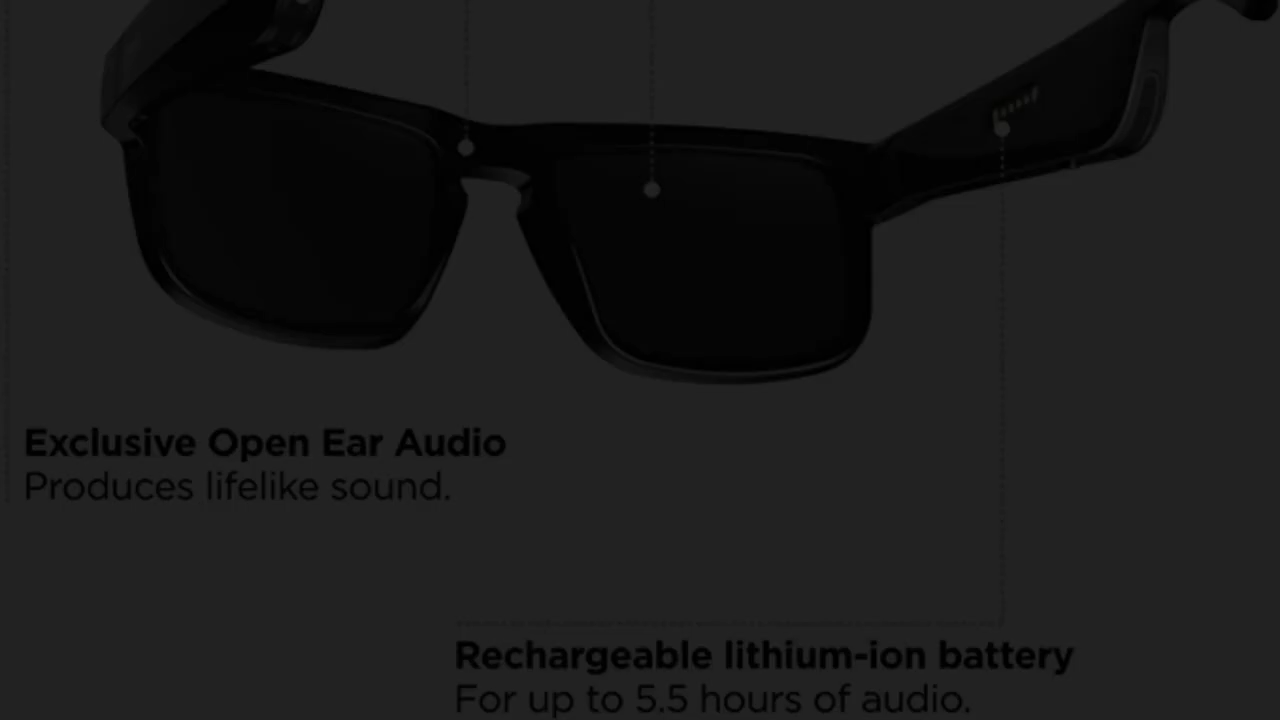 Exclusive Open Ear Audio
Produces lifelike sound.
Rechargeable lithium-ion battery
For up to 5.5 hours of audio.